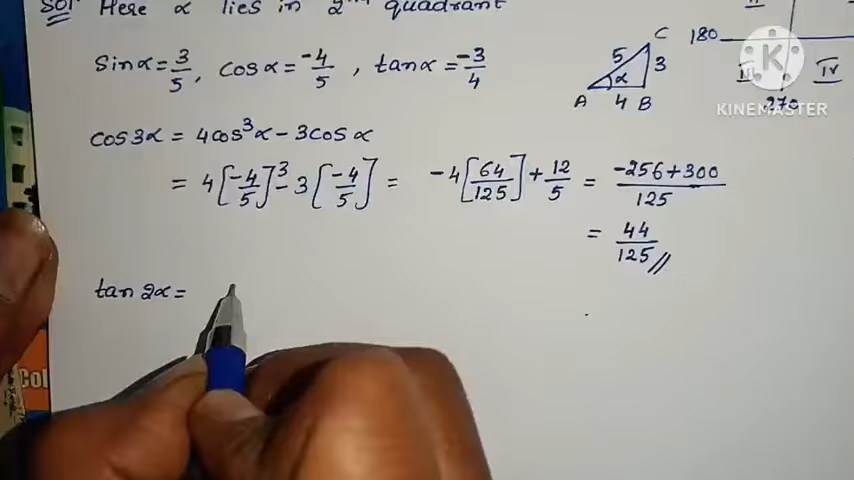 Sol: Here α lies in 2nd quadrant
Sinα = 3/5, cosα = -4/5, tanα = -3/4
C
5 3
α
A 4 B
180
II
III IV
270
K
KINEMASTER
cos3α = 4cos³α - 3cosα
= 4[-4/5]³ - 3[-4/5] = -4[64/125] + 12/5 = -256+300/125
= 44/125 //
tan 2α =
Col